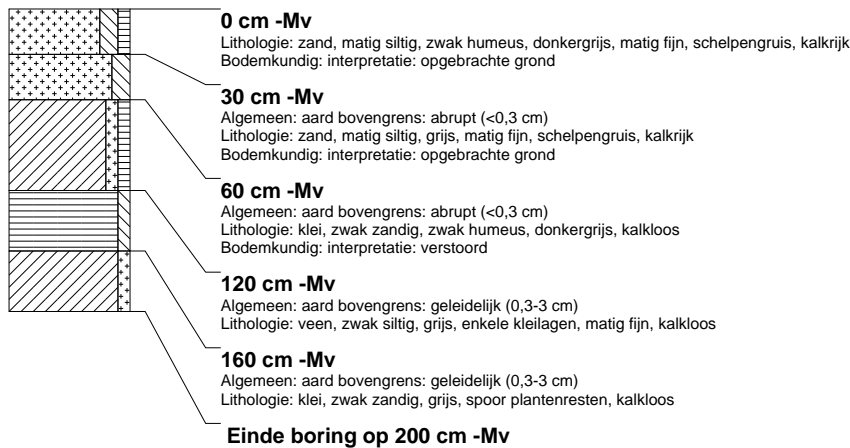 0 cm -Mv
Lithologie: zand, matig siltig, zwak humeus, donkergrijs, matig fijn, schelpengruis, kalkrijk
Bodemkundig: interpretatie: opgebrachte grond
30 cm -Mv
Algemeen: aard bovengrens: abrupt (<0,3 cm)
Lithologie: zand, matig siltig, grijs, matig fijn, schelpengruis, kalkrijk
Bodemkundig: interpretatie: opgebrachte grond
60 cm -Mv
Algemeen: aard bovengrens: abrupt (<0,3 cm)
Lithologie: klei, zwak zandig, zwak humeus, donkergrijs, kalkloos
Bodemkundig: interpretatie: verstoord
120 cm -Mv
Algemeen: aard bovengrens: geleidelijk (0,3-3 cm)
Lithologie: veen, zwak siltig, grijs, enkele kleilagen, matig fijn, kalkloos
160 cm -Mv
Algemeen: aard bovengrens: geleidelijk (0,3-3 cm)
Lithologie: klei, zwak zandig, grijs, spoor plantenresten, kalkloos
Einde boring op 200 cm -Mv